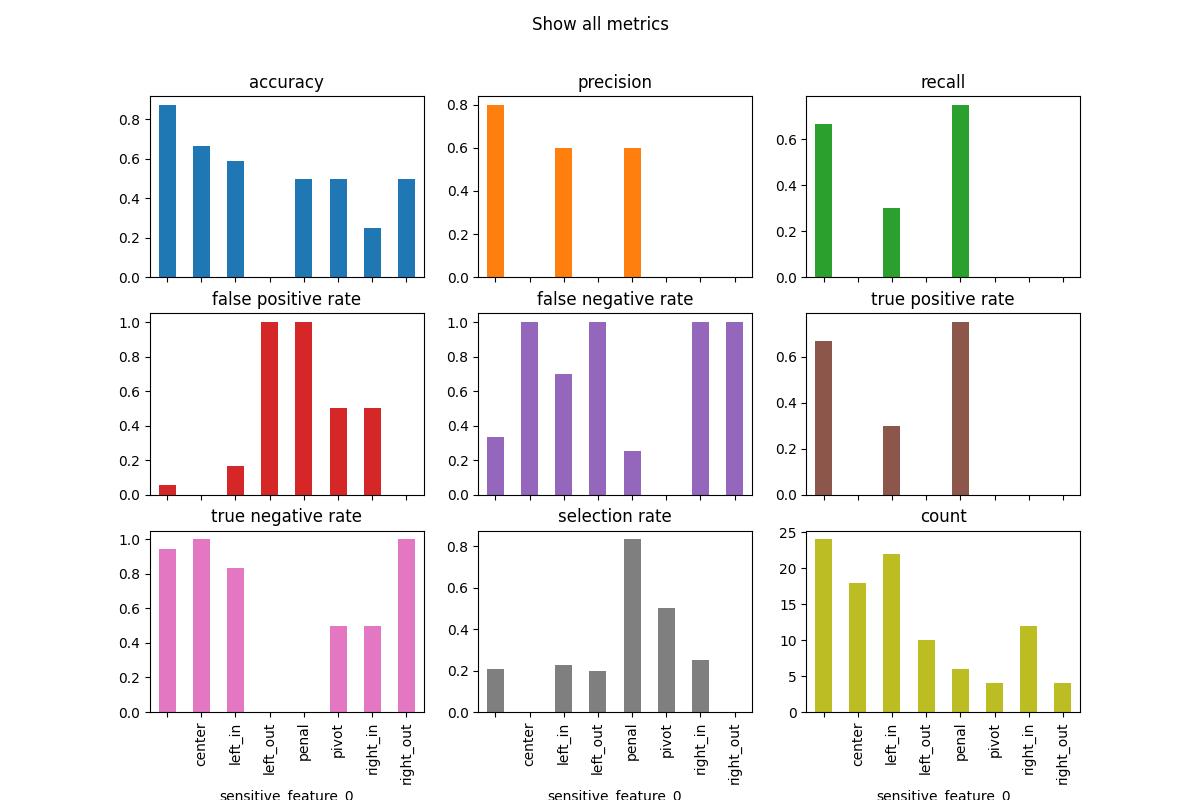 Show all metrics
accuracy
precision
recall
0.8
0.6
0.4
0.2
0.0
0.8
0.6
0.4
0.2
0.0
0.6
0.4
0.2
0.0
false positive rate
false negative rate
true positive rate
1.0
0.8
0.6
0.4
0.2
0.0
1.0
0.8
0.6
0.4
0.2
0.0
0.6
0.4
0.2
0.0
true negative rate
selection rate
count
1.0
0.8
0.6
0.4
0.2
0.0
0.8
0.6
0.4
0.2
0.0
25
20
15
10
5
0
center
left_in
left_out
penal
pivot
right_in
right_out
center
left_in
left_out
penal
pivot
right_in
right_out
center
left_in
left_out
penal
pivot
right_in
right_out
sensitive_feature_0
sensitive_feature_0
sensitive_feature_0